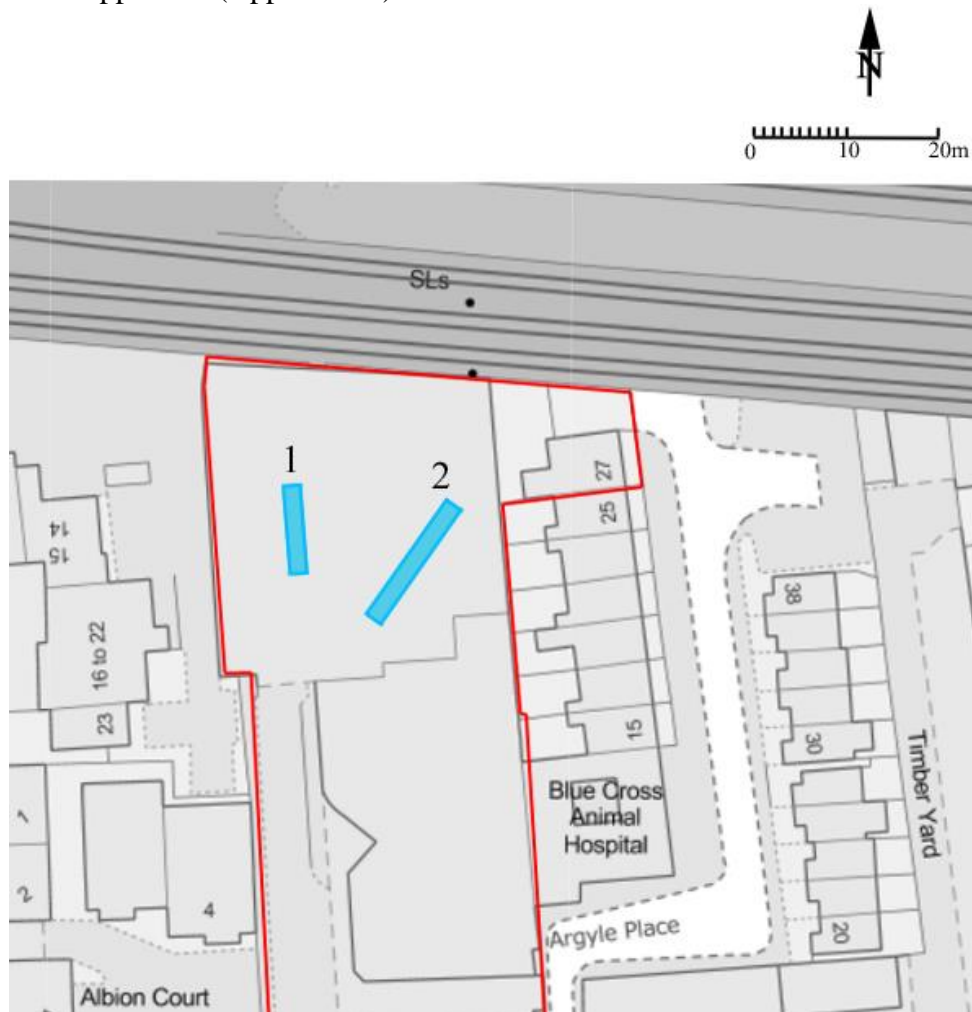 N
0 10 20m
SLs
1
2
27
25
14
15
38
16 to 22
23
15
30
Timber Yard
Blue Cross
Animal
Hospital
1
2
4
20
Argyle Place
Albion Court